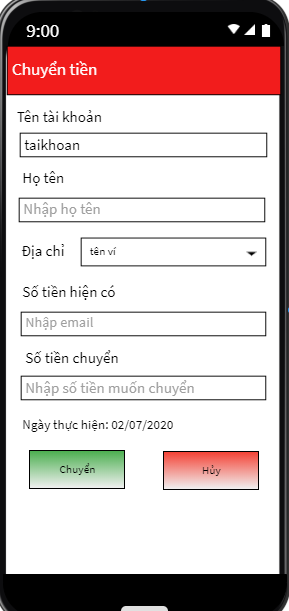 9:00
Chuyển tiền
Tên tài khoản
taikhoan
Họ tên
Nhập họ tên
Địa chỉ tên ví
Số tiền hiện có
Nhập email
Số tiền chuyển
Nhập số tiền muốn chuyển
Ngày thực hiện: 02/07/2020
Chuyển Hủy